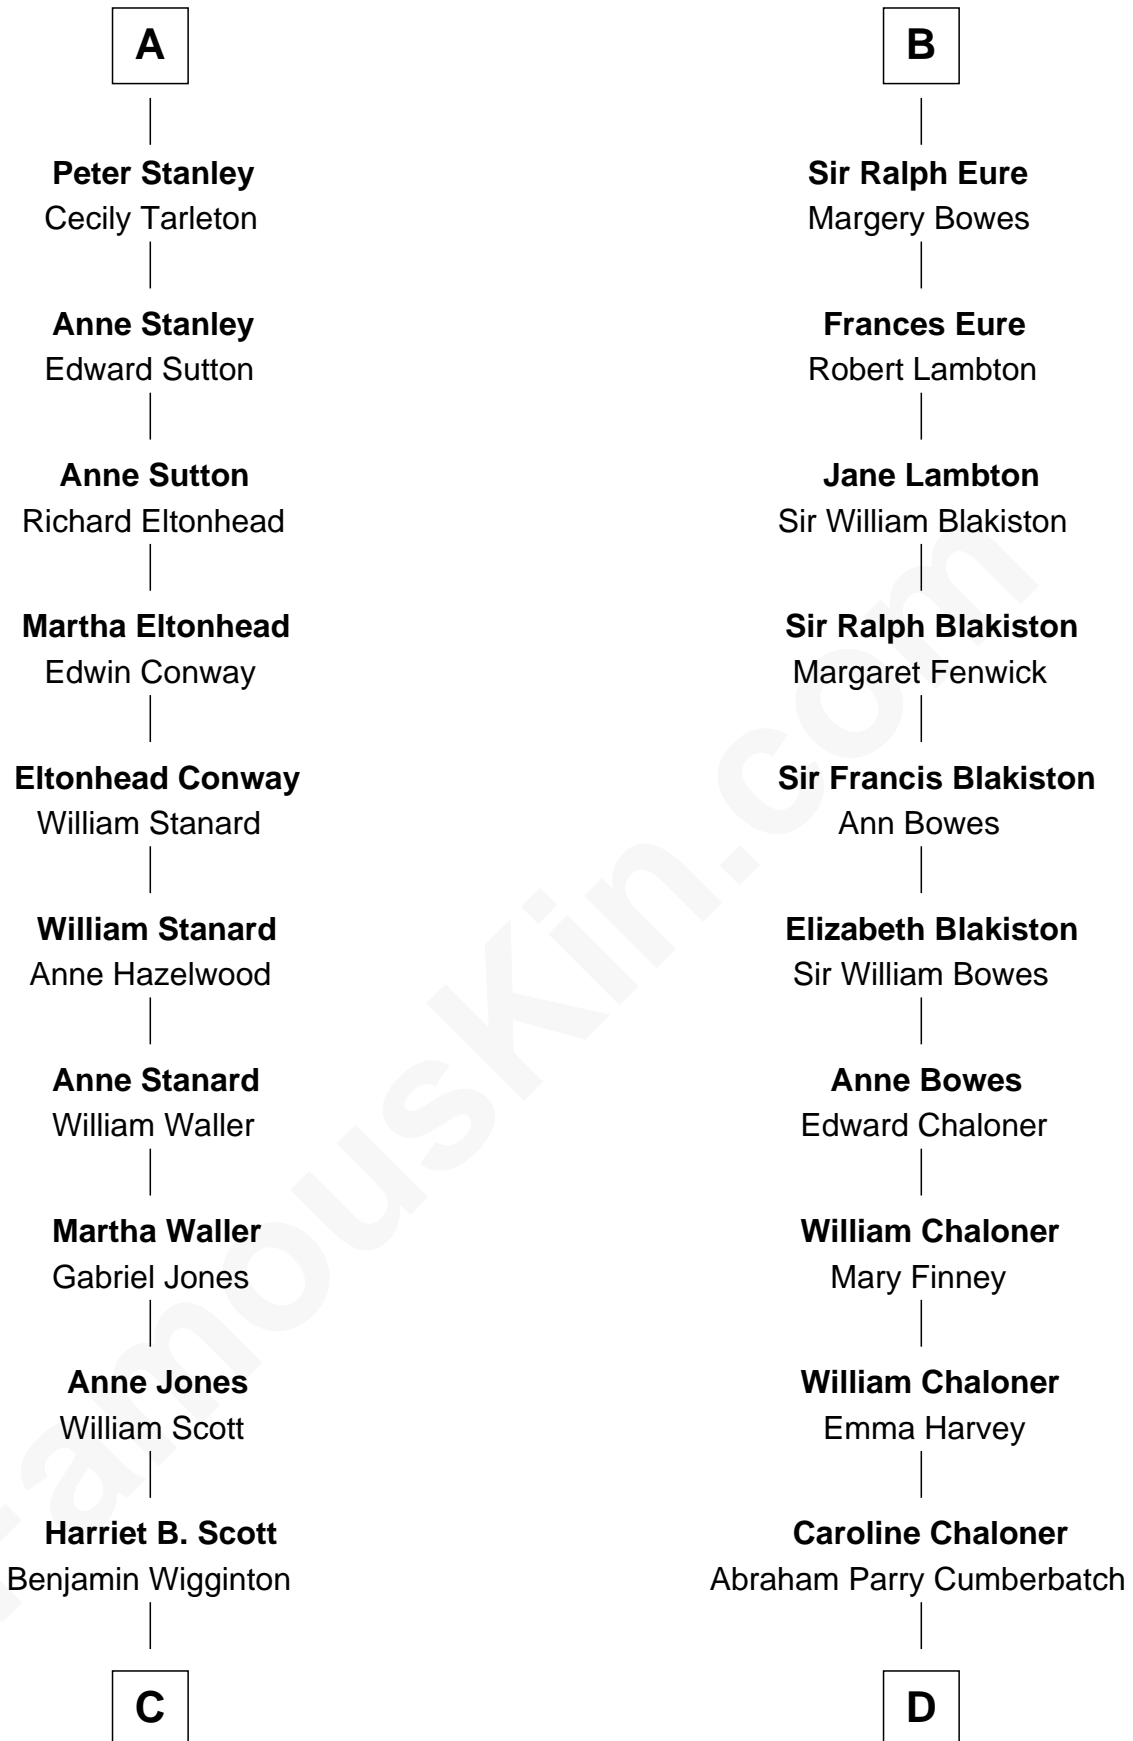 A
Peter Stanley
Cecily Tarleton
Anne Stanley
Edward Sutton
Anne Sutton
Richard Eltonhead
Martha Eltonhead
Edwin Conway
Eltonhead Conway
William Stanard
William Stanard
Anne Hazelwood
Anne Stanard
William Waller
Martha Waller
Gabriel Jones
Anne Jones
William Scott
Harriet B. Scott
Benjamin Wigginton
C
B
Sir Ralph Eure
Margery Bowes
Frances Eure
Robert Lambton
Jane Lambton
Sir William Blakiston
Sir Ralph Blakiston
Margaret Fenwick
Sir Francis Blakiston
Ann Bowes
Elizabeth Blakiston
Sir William Bowes
Anne Bowes
Edward Chaloner
William Chaloner
Mary Finney
William Chaloner
Emma Harvey
Caroline Chaloner
Abraham Parry Cumberbatch
D
FamousKin.com